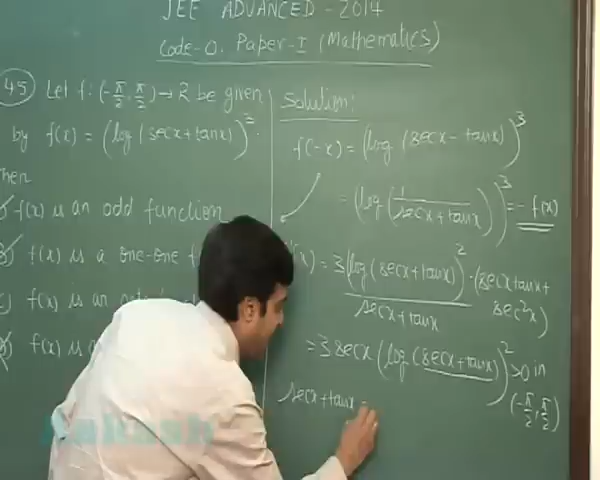 JEE ADVANCED - 2014
Code-0. Paper-I (Mathematics)
45 Let f: (-π/2, π/2) → R be given
by f(x) = (log (secx+tanx))³.
Then
f(x) is an odd function
f(x) is a one-one
f(x) is an
f(x) is
Solution:
f(-x) = (log (secx - tanx))³
= (log (1/(secx+tanx)))³ = - f(x)
(x) = 3(log (secx+tanx))²/(secx+tanx) · (secx tanx + sec²x)
= 3 secx (log (secx+tanx))² >0 in (-π/2, π/2)
secx+tanx =
Aakash